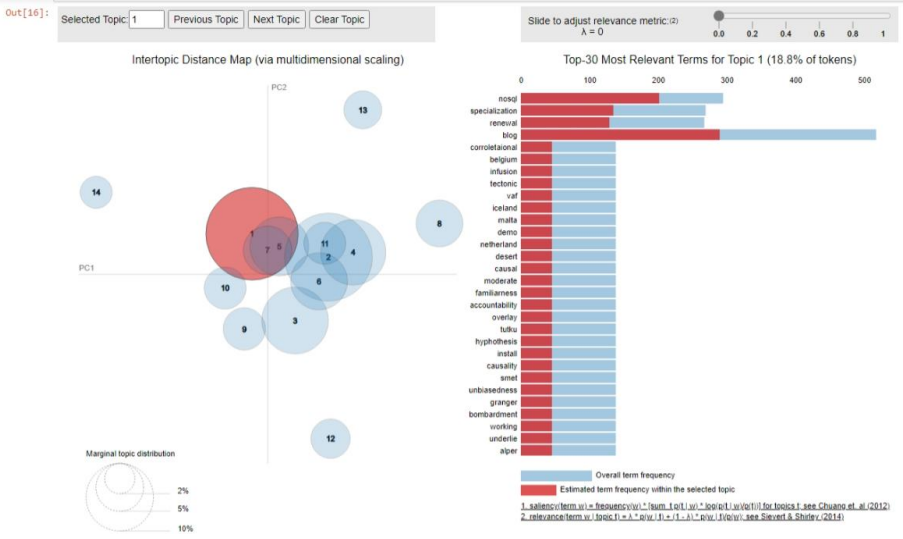 Out[16]:
Selected Topic: 1 Previous Topic Next Topic Clear Topic
Slide to adjust relevance metric:(2)
λ = 0
0.0 0.2 0.4 0.6 0.8 1
Intertopic Distance Map (via multidimensional scaling)
PC2
PC1
13
14
8
1
7
5
11
2
4
6
10
3
9
12
Marginal topic distribution
2%
5%
10%
Top-30 Most Relevant Terms for Topic 1 (18.8% of tokens)
0 100 200 300 400 500
nosql
specialization
renewal
blog
corroletaional
belgium
infusion
tectonic
vaf
iceland
malta
demo
netherland
desert
causal
moderate
familiarness
accountability
overlay
tutku
hyphothesis
install
causality
smet
unbiasedness
granger
bombardment
working
underlie
alper
Overall term frequency
Estimated term frequency within the selected topic
1. saliency(term w) = frequency(w) * [sum_t p(t | w) * log(p(t | w)/p(t))] for topics t; see Chuang et. al (2012)
2. relevance(term w | topic t) = λ * p(w | t) + (1 - λ) * p(w | t)/p(w); see Sievert & Shirley (2014)